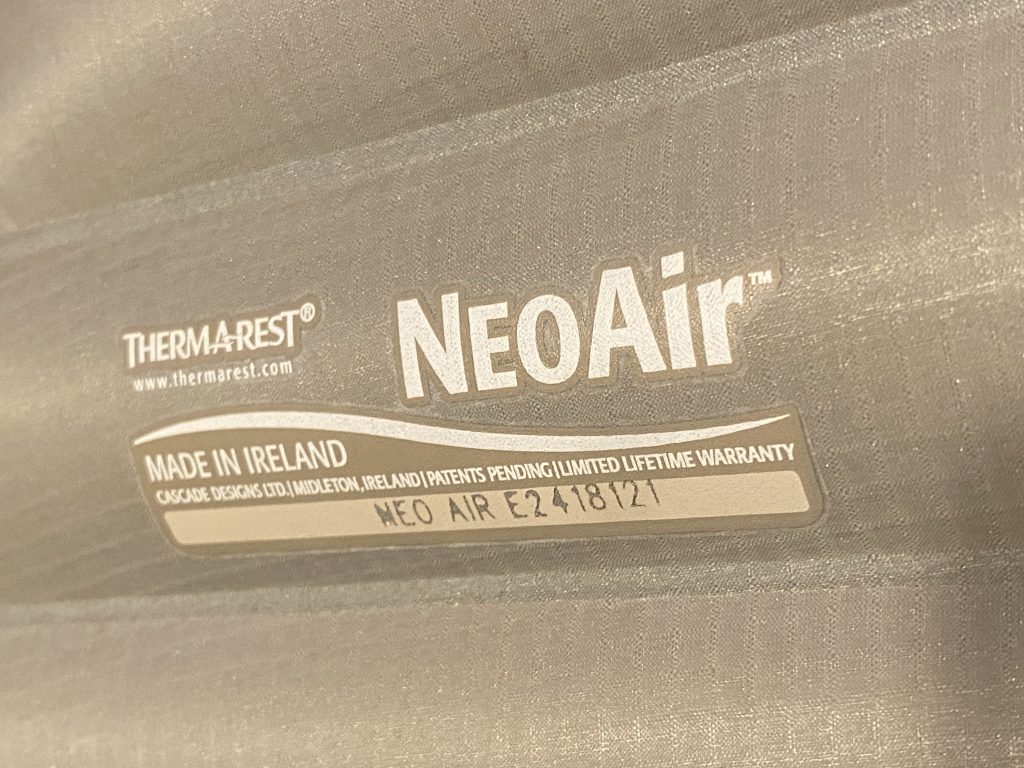 THERMAREST®
www.thermarest.com
NEOAir™
MADE IN IRELAND
CASCADE DESIGNS LTD. | MIDLETON, IRELAND | PATENTS PENDING | LIMITED LIFETIME WARRANTY
NEO AIR E2418121